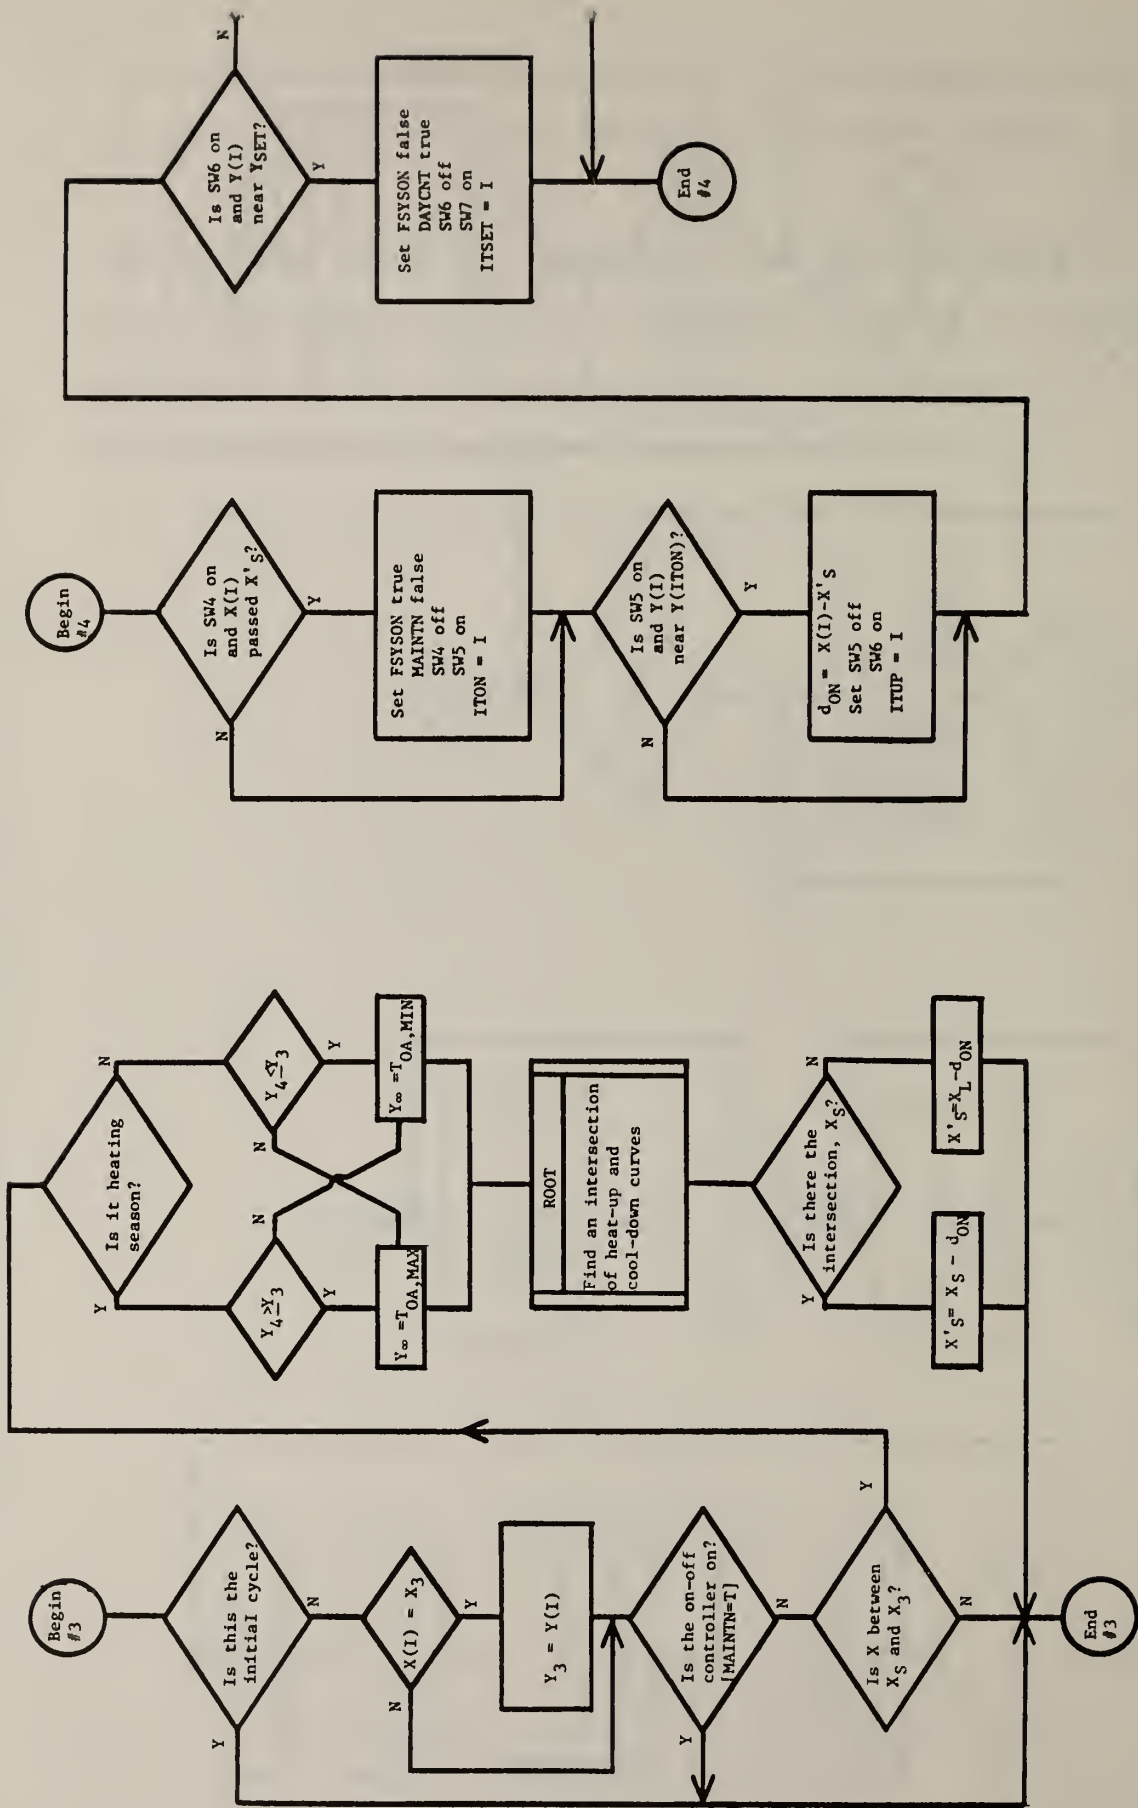 Begin
#3
Is this the
initial cycle?
Y
N
X(I) = X3
N
Y
Y3 = Y(I)
Is the on-off
controller on?
[MAINTN=T]
Y
N
Is X between
XS and X3?
Y
N
End
#3
Is it heating
season?
Y
N
Y4≥Y3
N
Y
Y4≤Y3
N
Y
Y∞ =TOA,MAX
Y∞ =TOA,MIN
ROOT
Find an intersection
of heat-up and
cool-down curves
Is there the
intersection, XS?
Y
N
X'S= XS - dON
X'S=XL-dON
Begin
#4
Is SW4 on
and X(I)
passed X'S?
N
Y
Set FSYSON true
MAINTN false
SW4 off
SW5 on
ITON = I
Is SW5 on
and Y(I)
near Y(ITON)?
N
Y
dON = X(I)-X'S
Set SW5 off
SW6 on
ITUP = I
Is SW6 on
and Y(I)
near YSET?
N
Y
Set FSYSON false
DAYCNT true
SW6 off
SW7 on
ITSET = I
End
#4